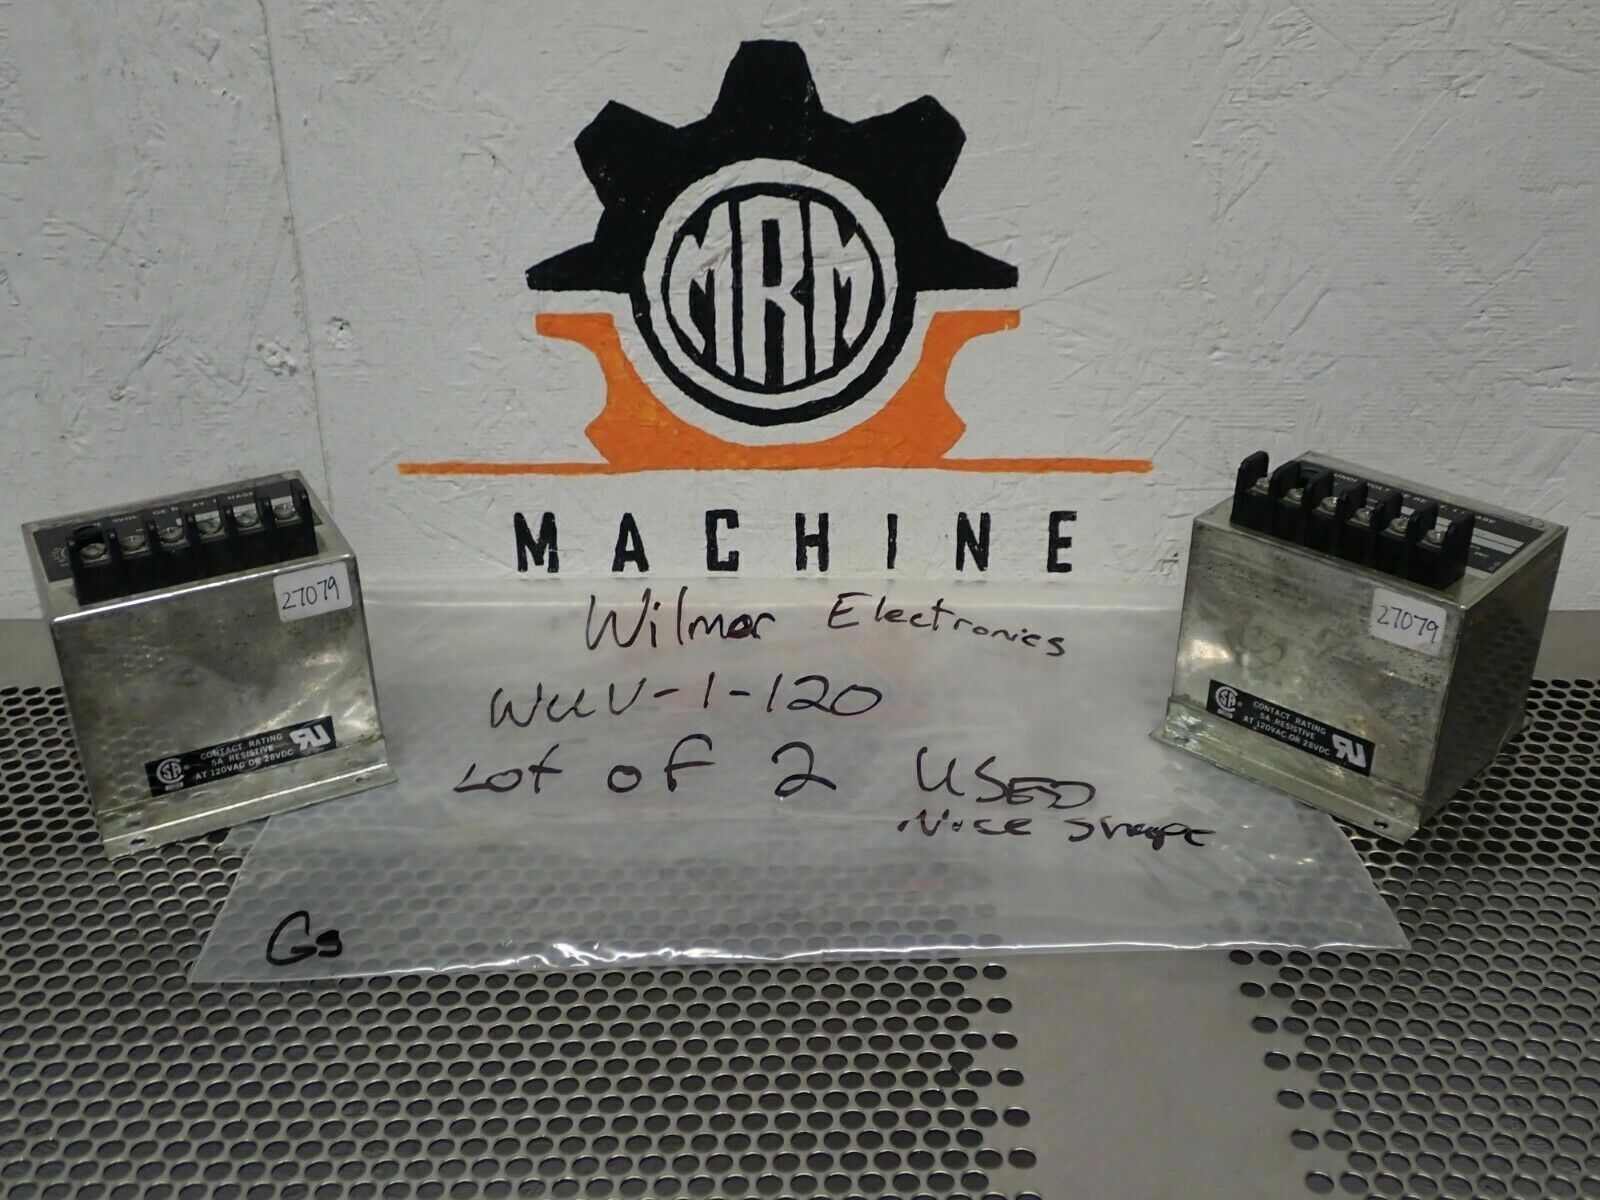 MRM
MACHINE
Wilmar Electronics
WUV-1-120
Lot of 2 USED
Nice shape
Gs
27079
CONTACT RATING
5A RESISTIVE
AT 120VAC OR 28VDC
27079
CONTACT RATING
5A RESISTIVE
AT 120VAC OR 28VDC